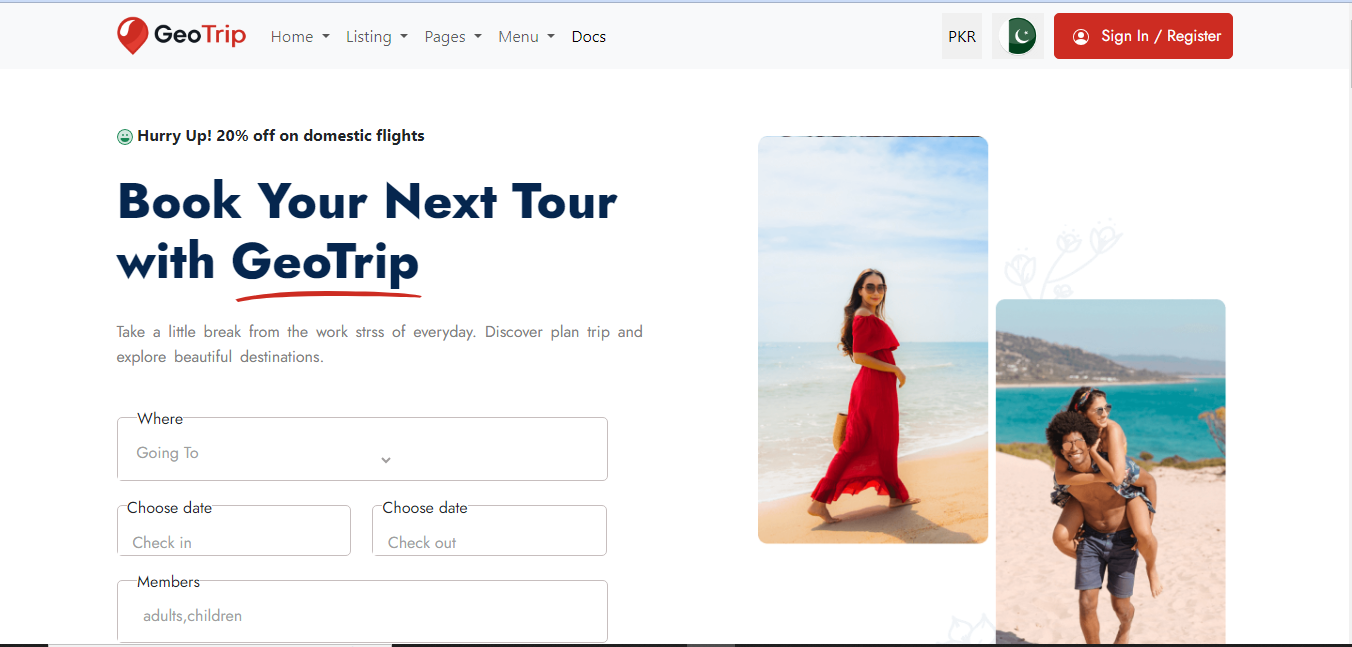 GeoTrip
Home Listing Pages Menu Docs PKR Sign In / Register
Hurry Up! 20% off on domestic flights
Book Your Next Tour
with GeoTrip
Take a little break from the work strss of everyday. Discover plan trip and
explore beautiful destinations.
Where
Going To
Choose date Choose date
Check in Check out
Members
adults,children